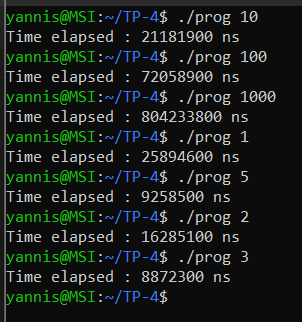 yannis@MSI:~/TP-4$ ./prog 10
Time elapsed : 21181900 ns
yannis@MSI:~/TP-4$ ./prog 100
Time elapsed : 72058900 ns
yannis@MSI:~/TP-4$ ./prog 1000
Time elapsed : 804233800 ns
yannis@MSI:~/TP-4$ ./prog 1
Time elapsed : 25894600 ns
yannis@MSI:~/TP-4$ ./prog 5
Time elapsed : 9258500 ns
yannis@MSI:~/TP-4$ ./prog 2
Time elapsed : 16285100 ns
yannis@MSI:~/TP-4$ ./prog 3
Time elapsed : 8872300 ns
yannis@MSI:~/TP-4$